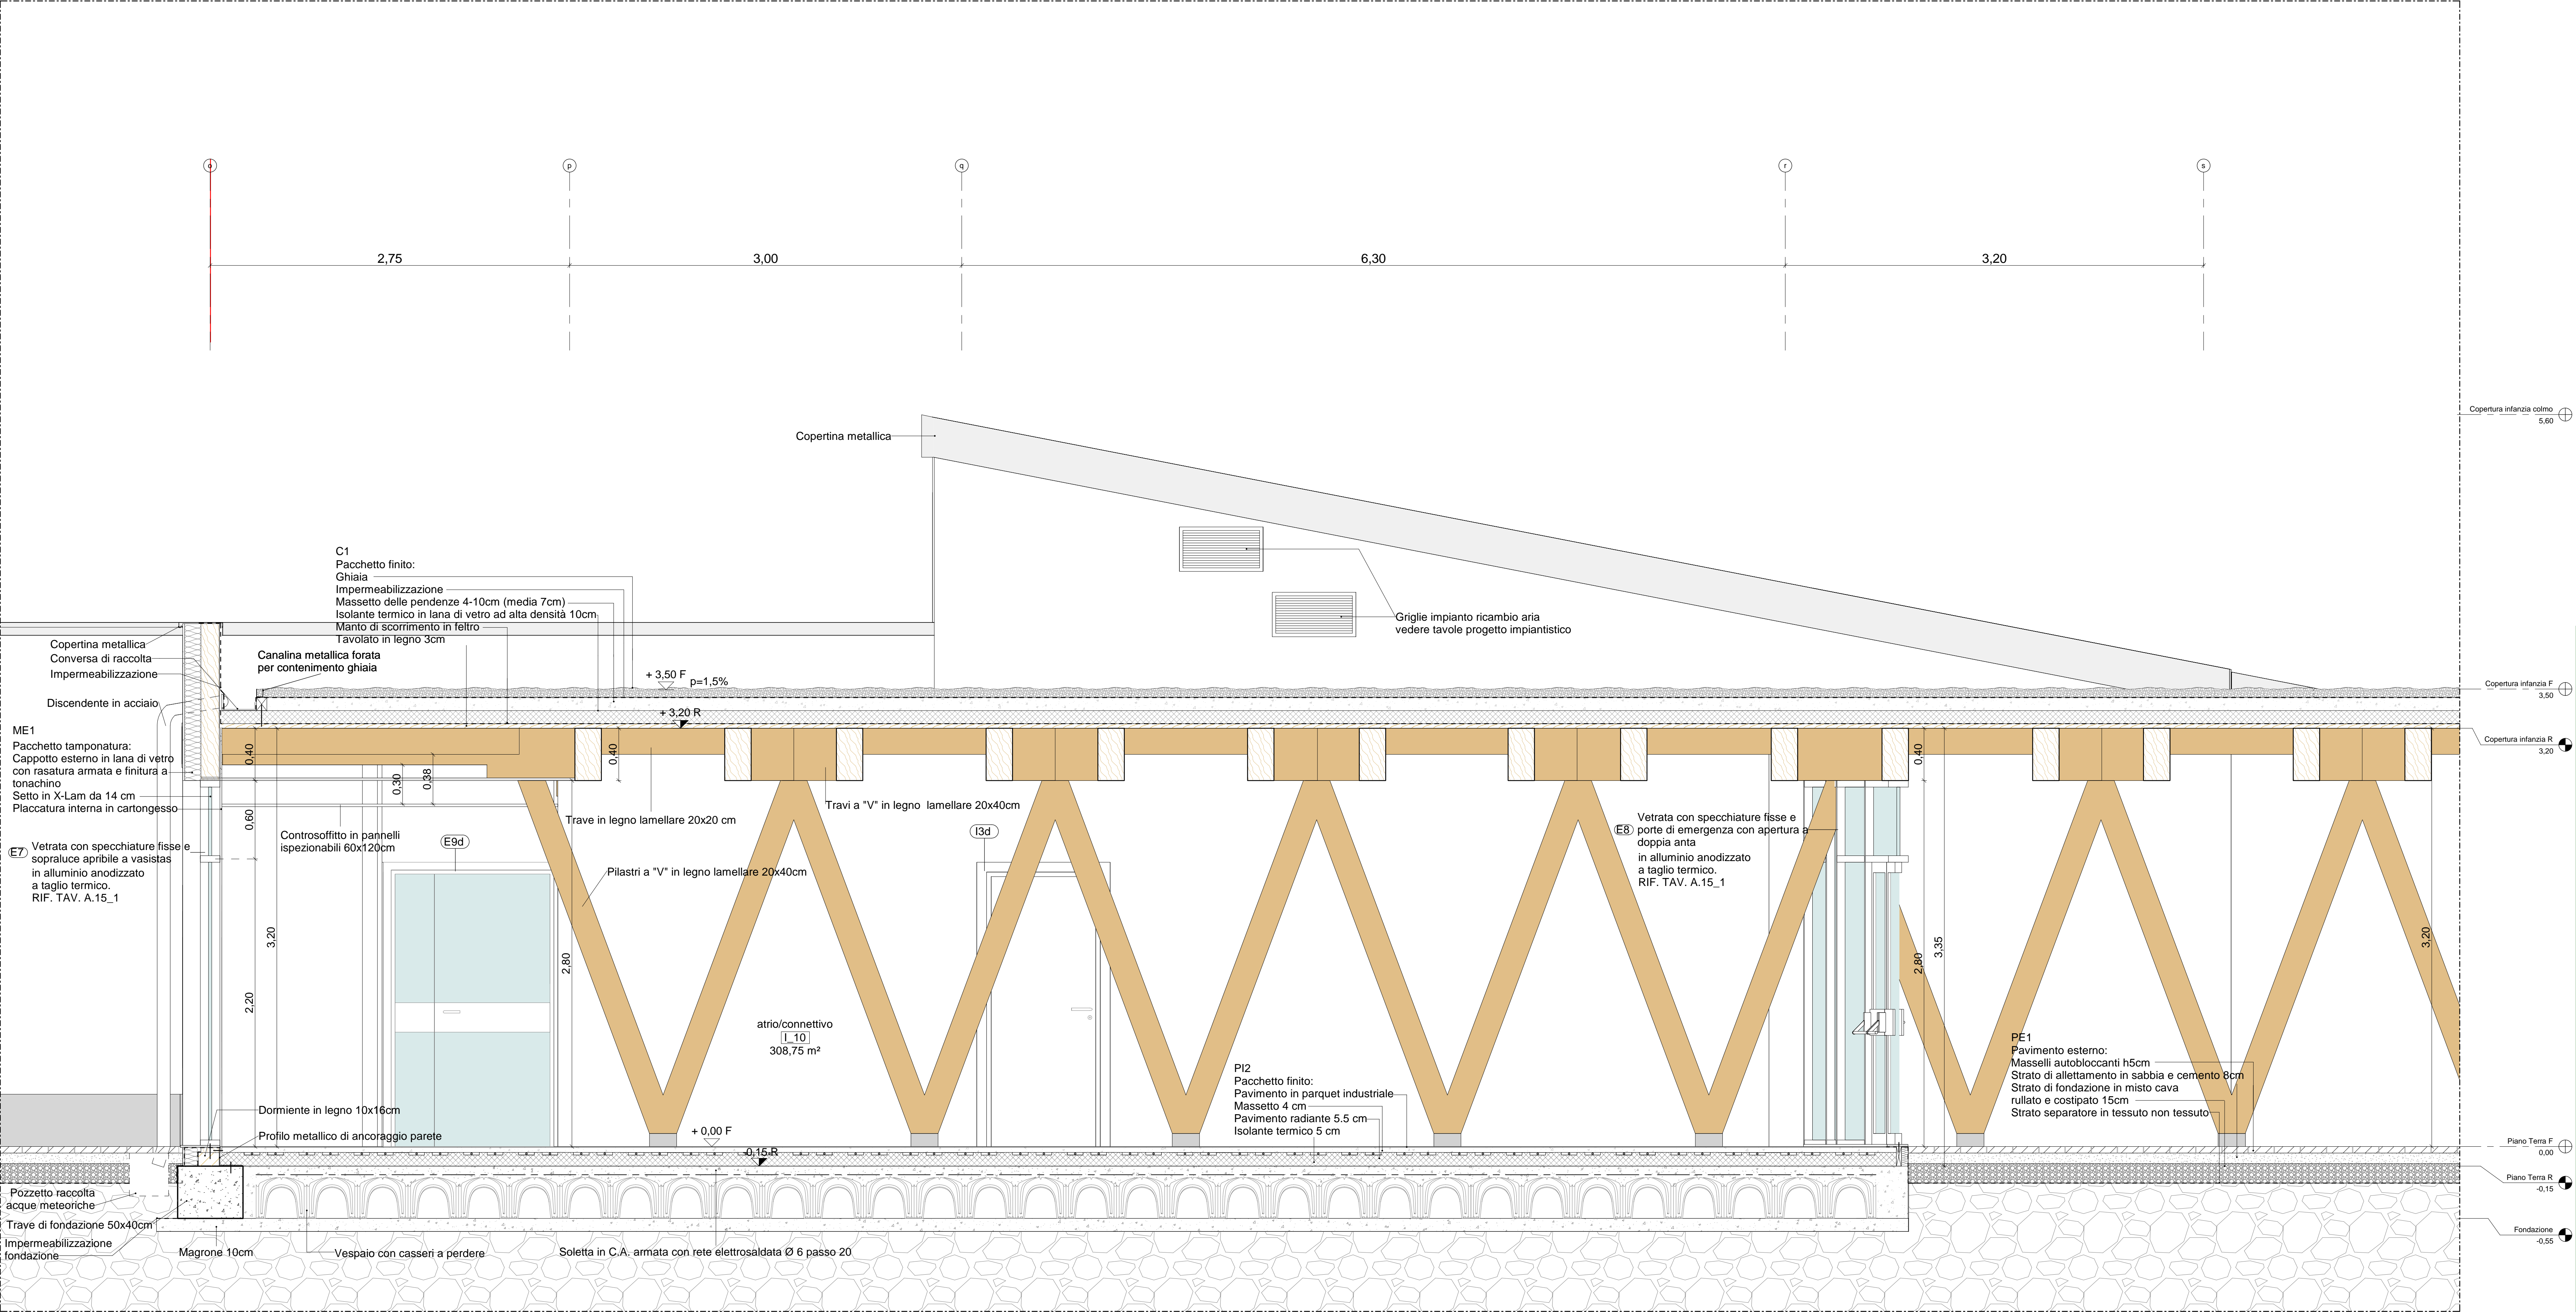 o
p
q
r
s
2,75
3,00
6,30
3,20
Copertura infanzia colmo
5,60
Copertina metallica
C1
Pacchetto finito:
Ghiaia
Impermeabilizzazione
Massetto delle pendenze 4-10cm (media 7cm)
Isolante termico in lana di vetro ad alta densità 10cm
Manto di scorrimento in feltro
Tavolato in legno 3cm
Griglie impianto ricambio aria
vedere tavole progetto impiantistico
Copertina metallica
Conversa di raccolta
Impermeabilizzazione
Discendente in acciaio
Canalina metallica forata
per contenimento ghiaia
+ 3,50 F
p=1,5%
+ 3,20 R
Copertura infanzia F
3,50
Copertura infanzia R
3,20
ME1
Pacchetto tamponatura:
Cappotto esterno in lana di vetro
con rasatura armata e finitura a
tonachino
Setto in X-Lam da 14 cm
Placcatura interna in cartongesso
0,40
0,30
0,38
0,40
0,40
0,60
3,20
2,20
2,80
2,80
3,35
3,20
Controsoffitto in pannelli
ispezionabili 60x120cm
Trave in legno lamellare 20x20 cm
Travi a "V" in legno lamellare 20x40cm
Pilastri a "V" in legno lamellare 20x40cm
E9d
I3d
E7
Vetrata con specchiature fisse e
sopraluce apribile a vasistas
in alluminio anodizzato
a taglio termico.
RIF. TAV. A.15_1
E8
Vetrata con specchiature fisse e
porte di emergenza con apertura a
doppia anta
in alluminio anodizzato
a taglio termico.
RIF. TAV. A.15_1
atrio/connettivo
I_10
308,75 m²
PI2
Pacchetto finito:
Pavimento in parquet industriale
Massetto 4 cm
Pavimento radiante 5.5 cm
Isolante termico 5 cm
PE1
Pavimento esterno:
Masselli autobloccanti h5cm
Strato di allettamento in sabbia e cemento 8cm
Strato di fondazione in misto cava
rullato e costipato 15cm
Strato separatore in tessuto non tessuto
Dormiente in legno 10x16cm
Profilo metallico di ancoraggio parete
+ 0,00 F
-0,15 R
Piano Terra F
0,00
Piano Terra R
-0,15
Fondazione
-0,55
Pozzetto raccolta
acque meteoriche
Trave di fondazione 50x40cm
Impermeabilizzazione
fondazione
Magrone 10cm
Vespaio con casseri a perdere
Soletta in C.A. armata con rete elettrosaldata Ø 6 passo 20